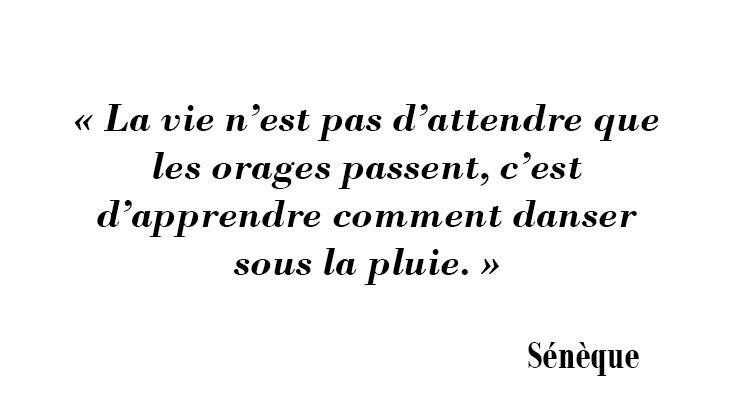 « La vie n’est pas d’attendre que
les orages passent, c’est
d’apprendre comment danser
sous la pluie. »
Sénèque